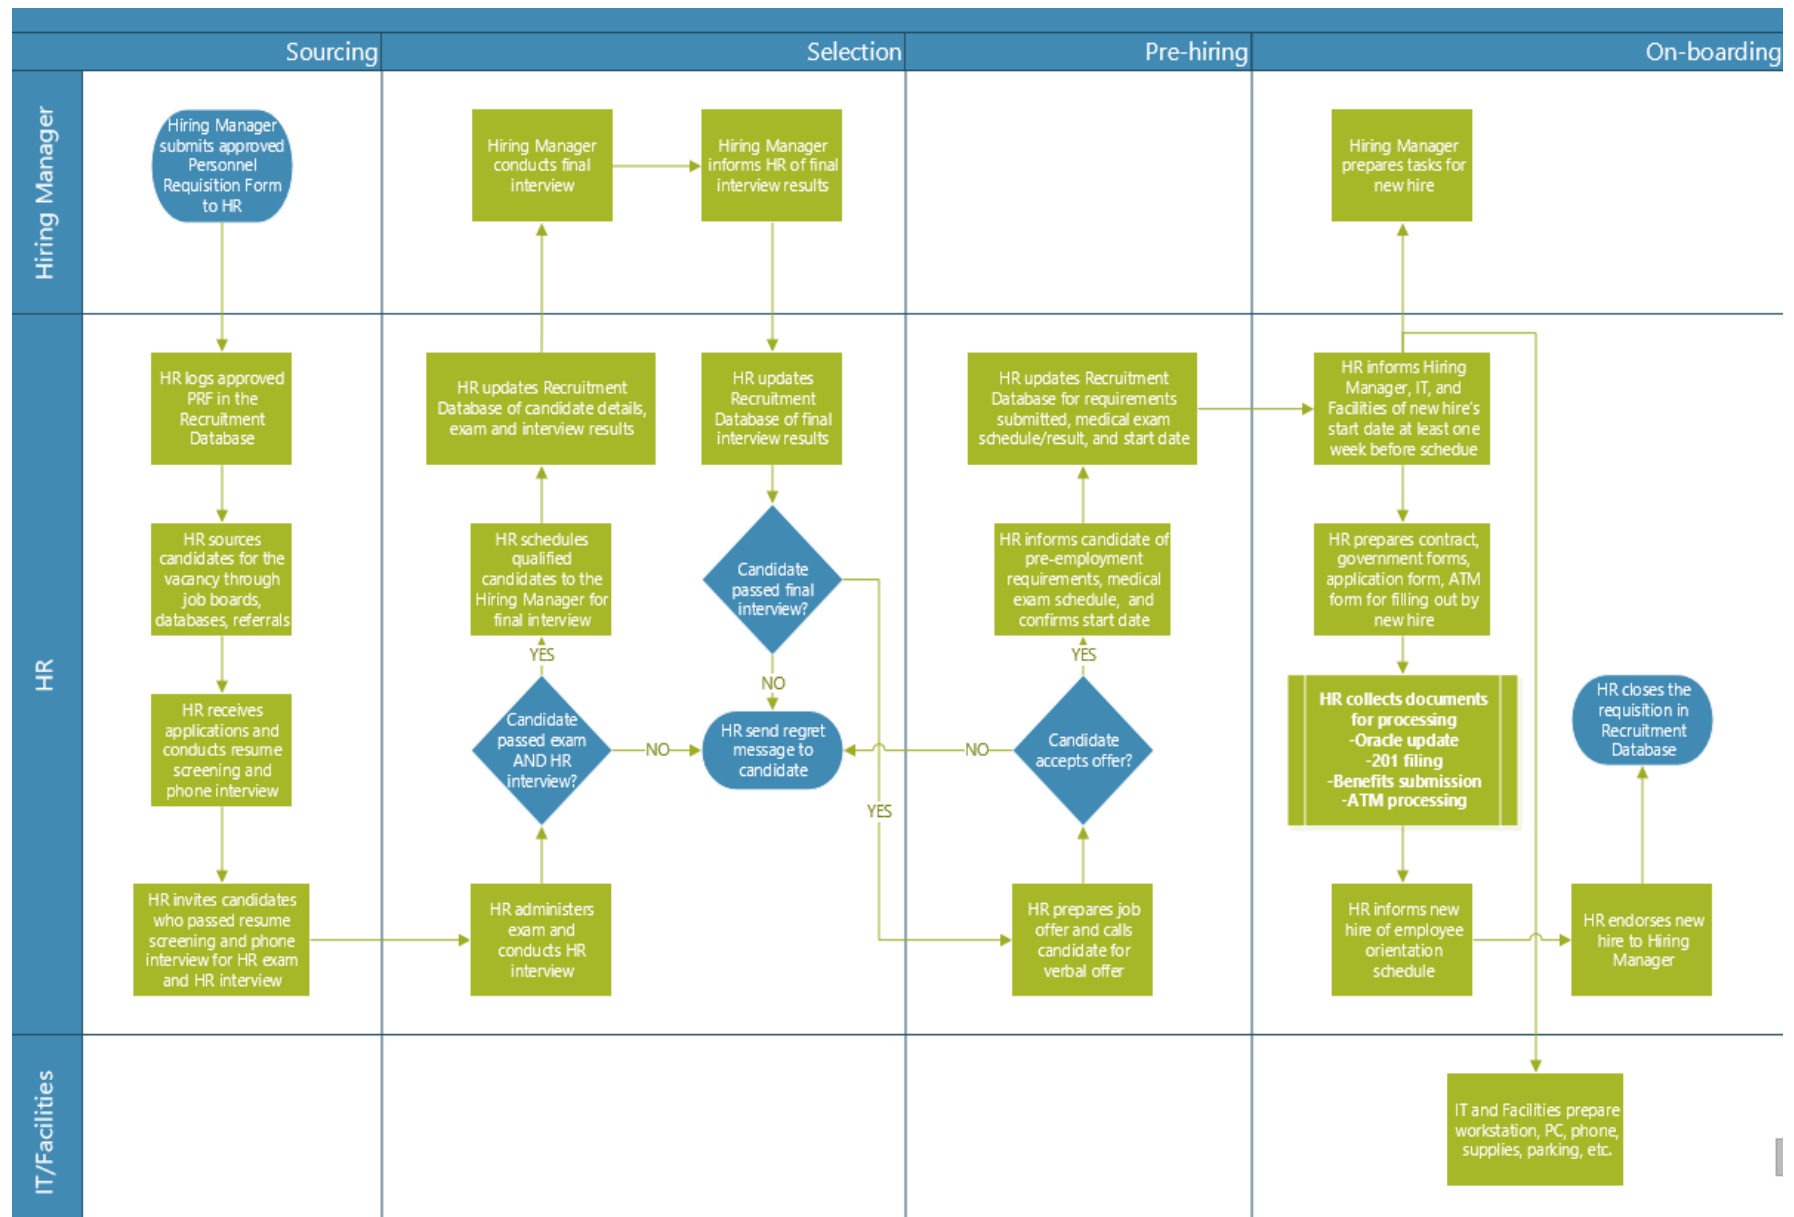 Sourcing
Selection
Pre-hiring
On-boarding
Hiring Manager
Hiring Manager
submits approved
Personnel
Requisition Form
to HR
Hiring Manager
conducts final
interview
Hiring Manager
informs HR of final
interview results
Hiring Manager
prepares tasks for
new hire
HR
HR logs approved
PRF in the
Recruitment
Database
HR sources
candidates for the
vacancy through
job boards,
databases, referrals
HR receives
applications and
conducts resume
screening and
phone interview
HR invites candidates
who passed resume
screening and phone
interview for HR exam
and HR interview
HR updates Recruitment
Database of candidate details,
exam and interview results
HR schedules
qualified
candidates to the
Hiring Manager for
final interview
YES
Candidate
passed exam
AND HR
interview?
NO
HR administers
exam and
conducts HR
interview
HR updates
Recruitment
Database of final
interview results
Candidate
passed final
interview?
NO
HR send regret
message to
candidate
YES
HR updates Recruitment
Database for requirements
submitted, medical exam
schedule/result, and start date
HR informs candidate of
pre-employment
requirements, medical
exam schedule, and
confirms start date
YES
Candidate
accepts offer?
NO
HR prepares job
offer and calls
candidate for
verbal offer
HR informs Hiring
Manager, IT, and
Facilities of new hire's
start date at least one
week before schedue
HR prepares contract,
government forms,
application form, ATM
form for filling out by
new hire
HR collects documents
for processing
-Oracle update
-201 filing
-Benefits submission
-ATM processing
HR informs new
hire of employee
orientation
schedule
HR closes the
requisition in
Recruitment
Database
HR endorses new
hire to Hiring
Manager
IT/Facilities
IT and Facilities prepare
workstation, PC, phone,
supplies, parking, etc.